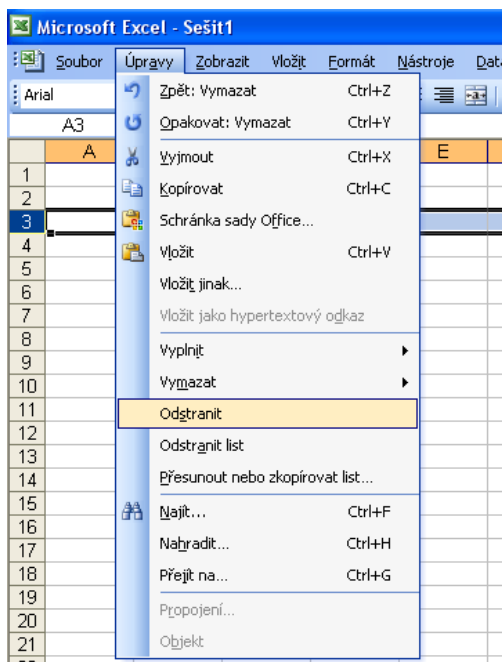 Microsoft Excel - Sešit1
Soubor Úpravy Zobrazit Vložit Formát Nástroje Data
Arial
A3
A E
1
2
3
4
5
6
7
8
9
10
11
12
13
14
15
16
17
18
19
20
21
Zpět: Vymazat Ctrl+Z
Opakovat: Vymazat Ctrl+Y
Vyjmout Ctrl+X
Kopírovat Ctrl+C
Schránka sady Office...
Vložit Ctrl+V
Vložit jinak...
Vložit jako hypertextový odkaz
Vyplnit
Vymazat
Odstranit
Odstranit list
Přesunout nebo zkopírovat list...
Najít... Ctrl+F
Nahradit... Ctrl+H
Přejít na... Ctrl+G
Propojení...
Objekt